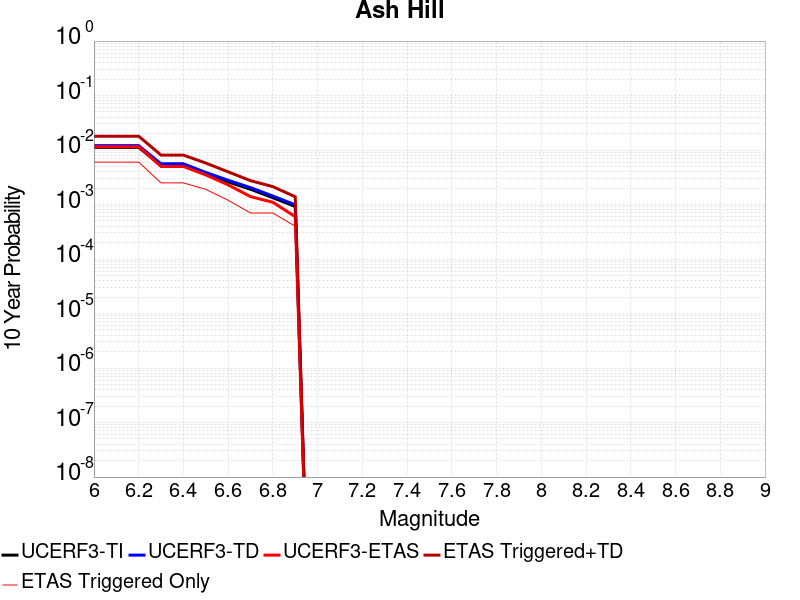 Ash Hill
10^0
10^-1
10^-2
10^-3
10^-4
10^-5
10^-6
10^-7
10^-8
10 Year Probability
6 6.2 6.4 6.6 6.8 7 7.2 7.4 7.6 7.8 8 8.2 8.4 8.6 8.8 9
Magnitude
UCERF3-TI UCERF3-TD UCERF3-ETAS ETAS Triggered+TD
ETAS Triggered Only